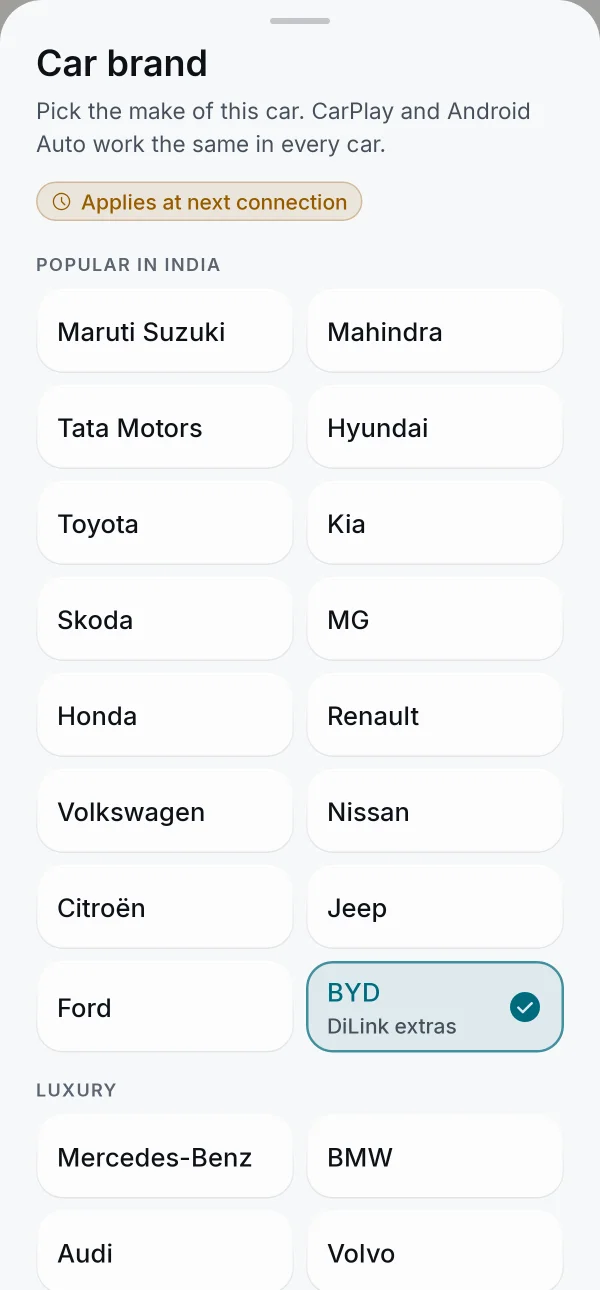 Car brand
Pick the make of this car. CarPlay and Android
Auto work the same in every car.
Applies at next connection
POPULAR IN INDIA
Maruti Suzuki
Mahindra
Tata Motors
Hyundai
Toyota
Kia
Skoda
MG
Honda
Renault
Volkswagen
Nissan
Citroën
Jeep
Ford
BYD
DiLink extras
LUXURY
Mercedes-Benz
BMW
Audi
Volvo